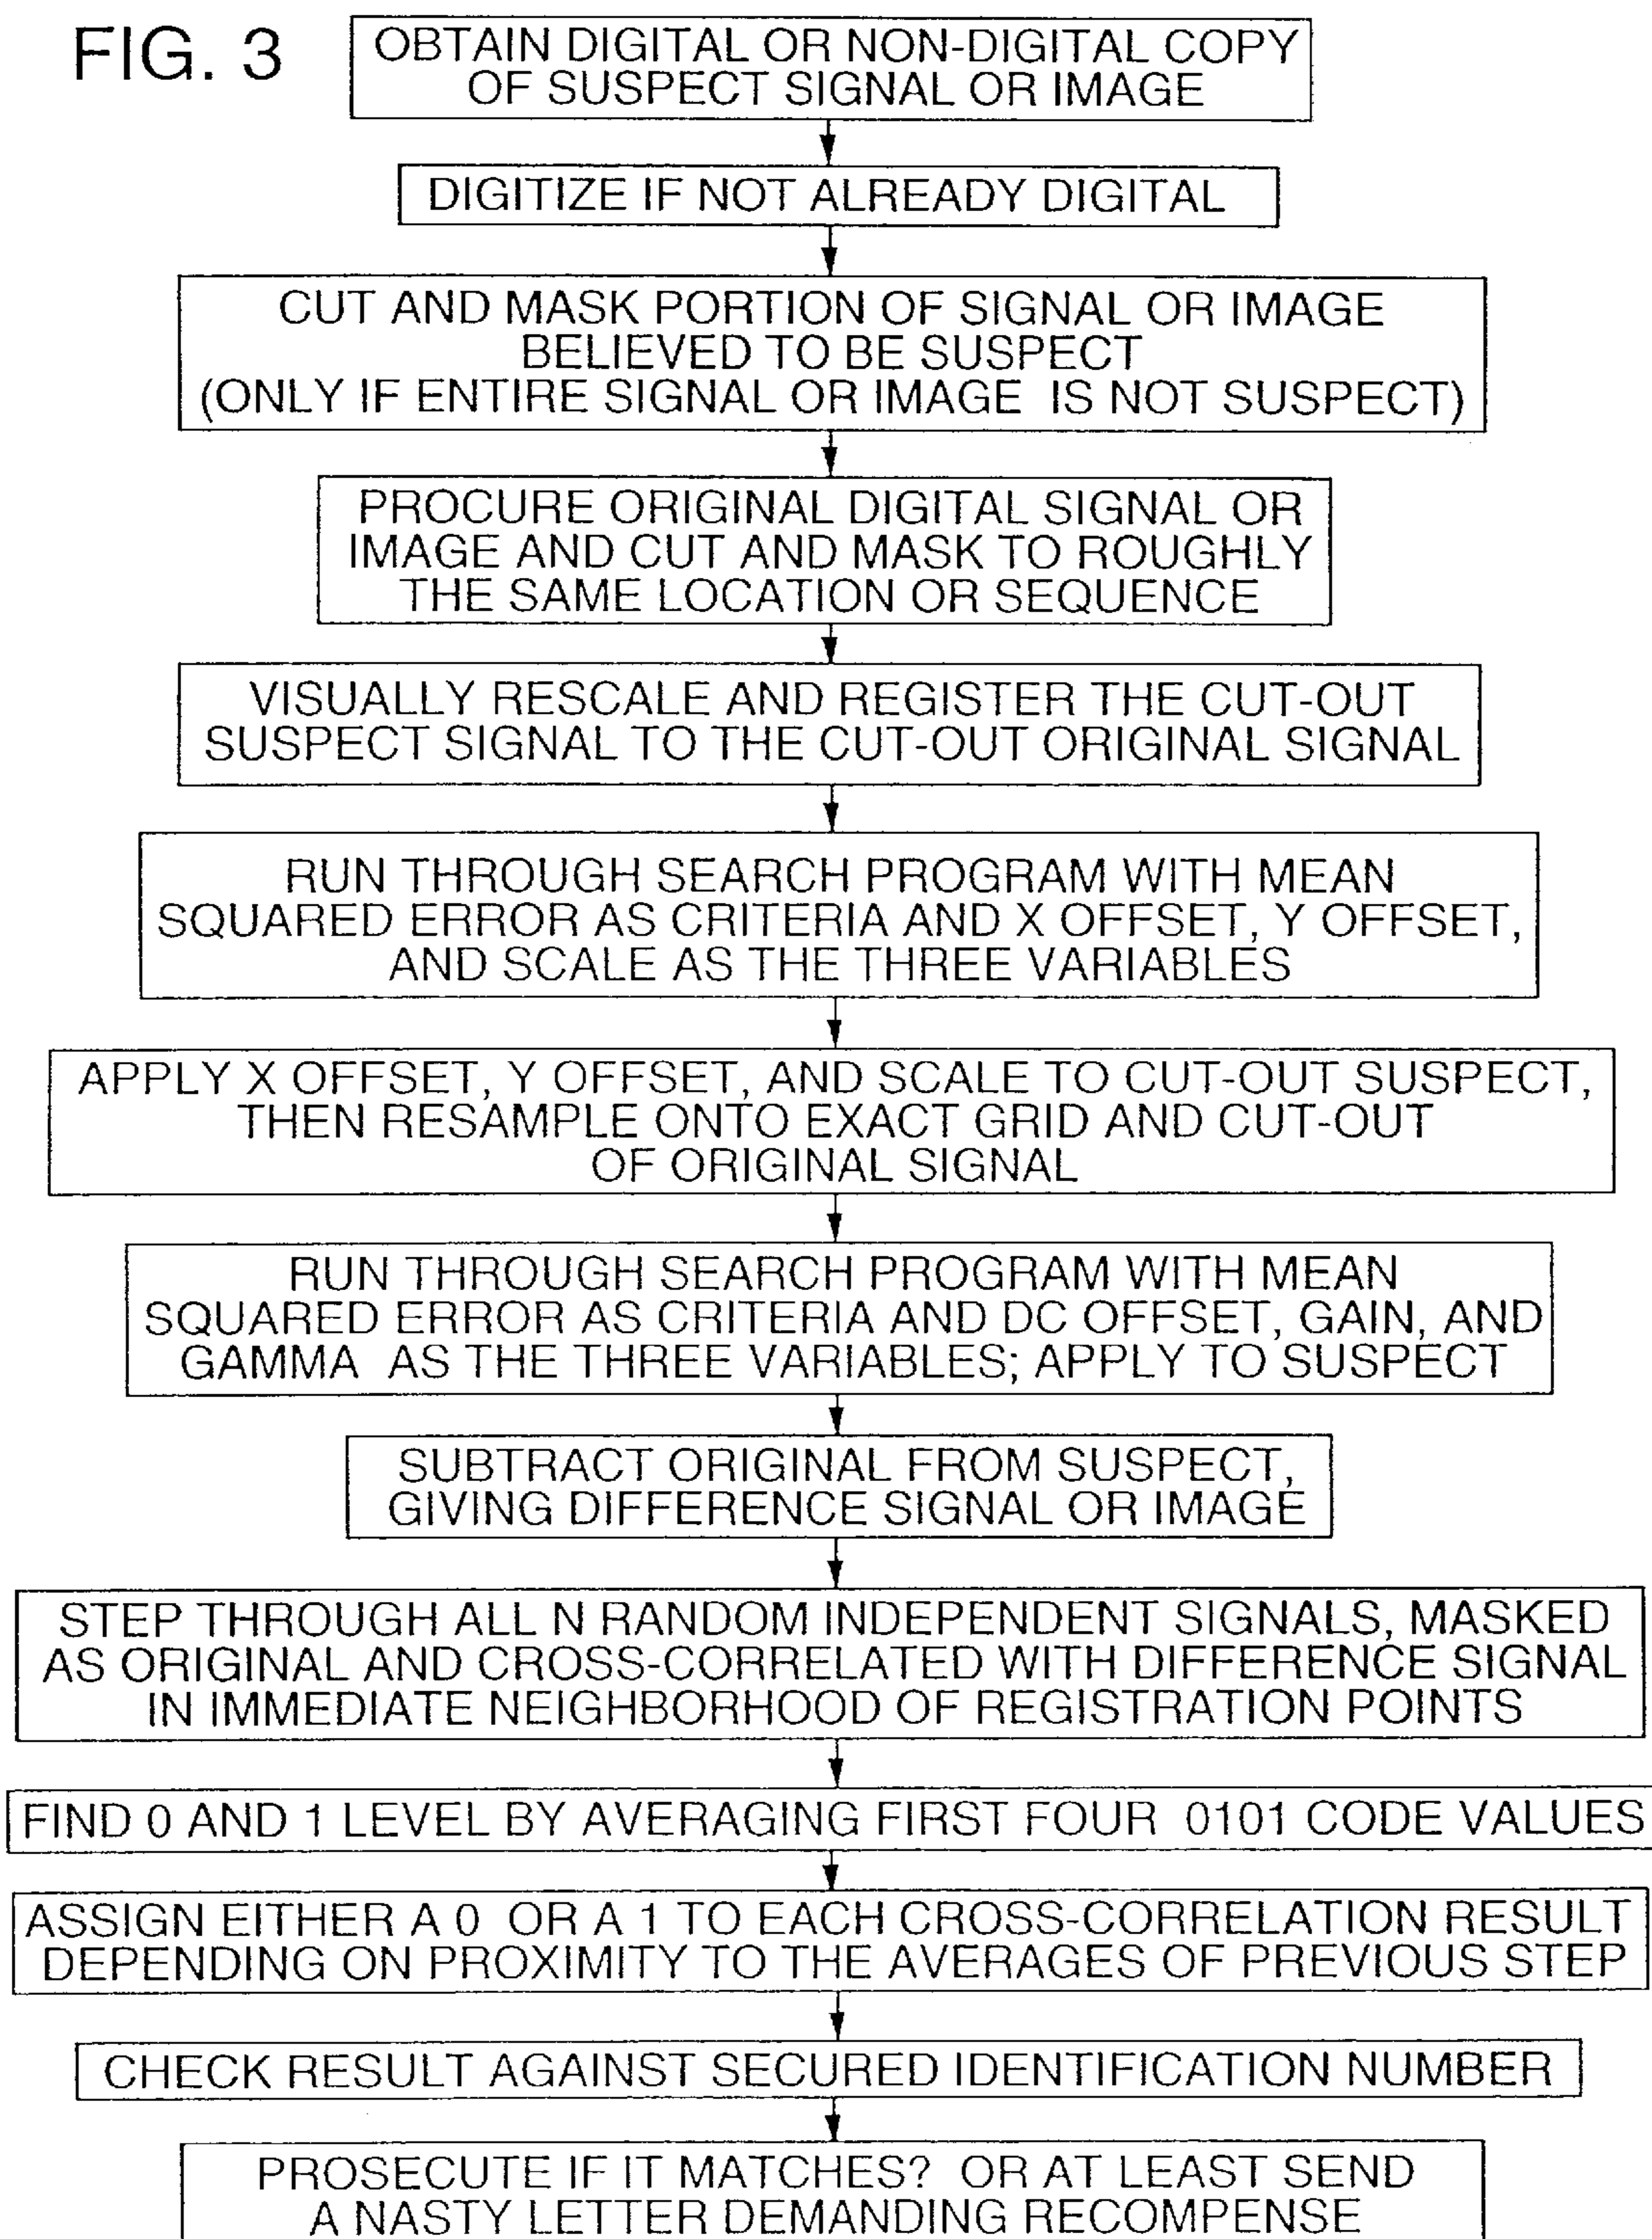 FIG. 3
OBTAIN DIGITAL OR NON-DIGITAL COPY
OF SUSPECT SIGNAL OR IMAGE
DIGITIZE IF NOT ALREADY DIGITAL
CUT AND MASK PORTION OF SIGNAL OR IMAGE
BELIEVED TO BE SUSPECT
(ONLY IF ENTIRE SIGNAL OR IMAGE IS NOT SUSPECT)
PROCURE ORIGINAL DIGITAL SIGNAL OR
IMAGE AND CUT AND MASK TO ROUGHLY
THE SAME LOCATION OR SEQUENCE
VISUALLY RESCALE AND REGISTER THE CUT-OUT
SUSPECT SIGNAL TO THE CUT-OUT ORIGINAL SIGNAL
RUN THROUGH SEARCH PROGRAM WITH MEAN
SQUARED ERROR AS CRITERIA AND X OFFSET, Y OFFSET,
AND SCALE AS THE THREE VARIABLES
APPLY X OFFSET, Y OFFSET, AND SCALE TO CUT-OUT SUSPECT,
THEN RESAMPLE ONTO EXACT GRID AND CUT-OUT
OF ORIGINAL SIGNAL
RUN THROUGH SEARCH PROGRAM WITH MEAN
SQUARED ERROR AS CRITERIA AND DC OFFSET, GAIN, AND
GAMMA AS THE THREE VARIABLES; APPLY TO SUSPECT
SUBTRACT ORIGINAL FROM SUSPECT,
GIVING DIFFERENCE SIGNAL OR IMAGE
STEP THROUGH ALL N RANDOM INDEPENDENT SIGNALS, MASKED
AS ORIGINAL AND CROSS-CORRELATED WITH DIFFERENCE SIGNAL
IN IMMEDIATE NEIGHBORHOOD OF REGISTRATION POINTS
FIND 0 AND 1 LEVEL BY AVERAGING FIRST FOUR 0101 CODE VALUES
ASSIGN EITHER A 0 OR A 1 TO EACH CROSS-CORRELATION RESULT
DEPENDING ON PROXIMITY TO THE AVERAGES OF PREVIOUS STEP
CHECK RESULT AGAINST SECURED IDENTIFICATION NUMBER
PROSECUTE IF IT MATCHES? OR AT LEAST SEND
A NASTY LETTER DEMANDING RECOMPENSE